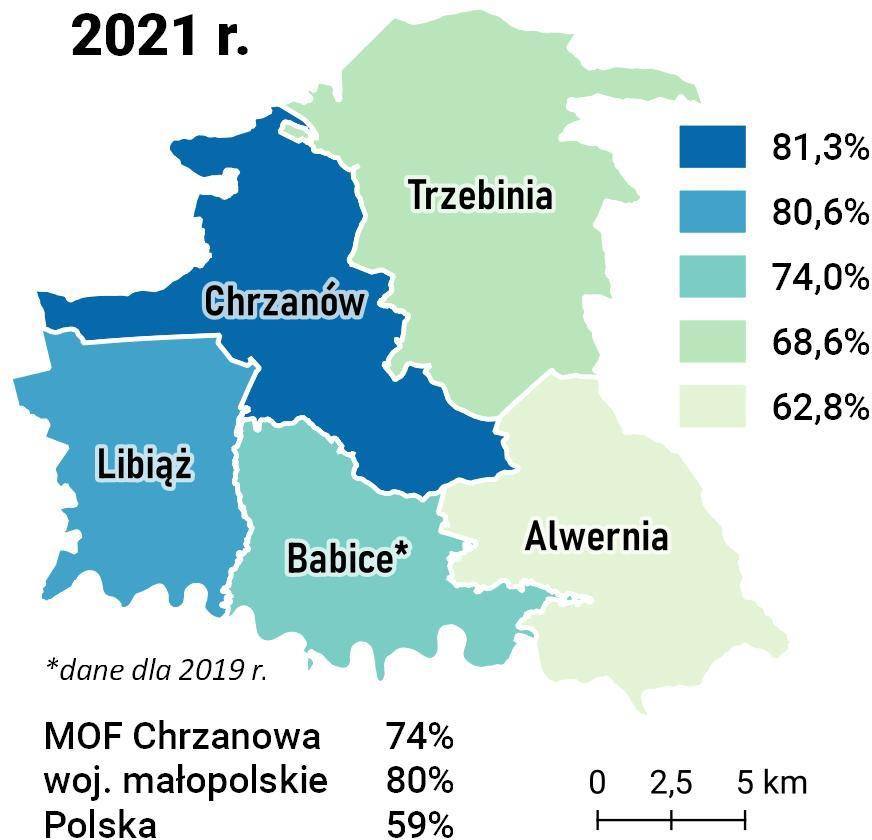 2021 r.
81,3%
Trzebinia
80,6%
74,0%
Chrzanów
68,6%
62,8%
Libiąż
Alwernia
Babice*
*dane dla 2019 r.
MOF Chrzanowa 74%
woj. małopolskie 80%
Polska 59%
0 2,5 5 km